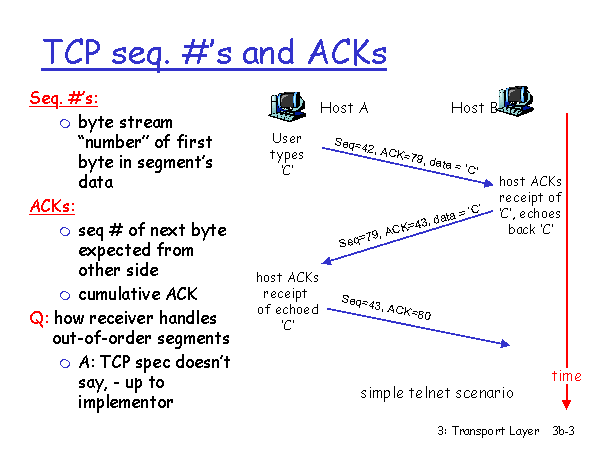 TCP seq. #'s and ACKs
Seq. #'s:
byte stream
“number” of first
byte in segment's
data
ACKs:
seq # of next byte
expected from
other side
cumulative ACK
Q: how receiver handles
out-of-order segments
A: TCP spec doesn't
say, - up to
implementor
Host A
Host B
User
types
‘C’
Seq=42, ACK=79, data = ‘C’
host ACKs
receipt of
‘C’, echoes
back ‘C’
Seq=79, ACK=43, data = ‘C’
host ACKs
receipt
of echoed
‘C’
Seq=43, ACK=80
time
simple telnet scenario
3: Transport Layer 3b-3